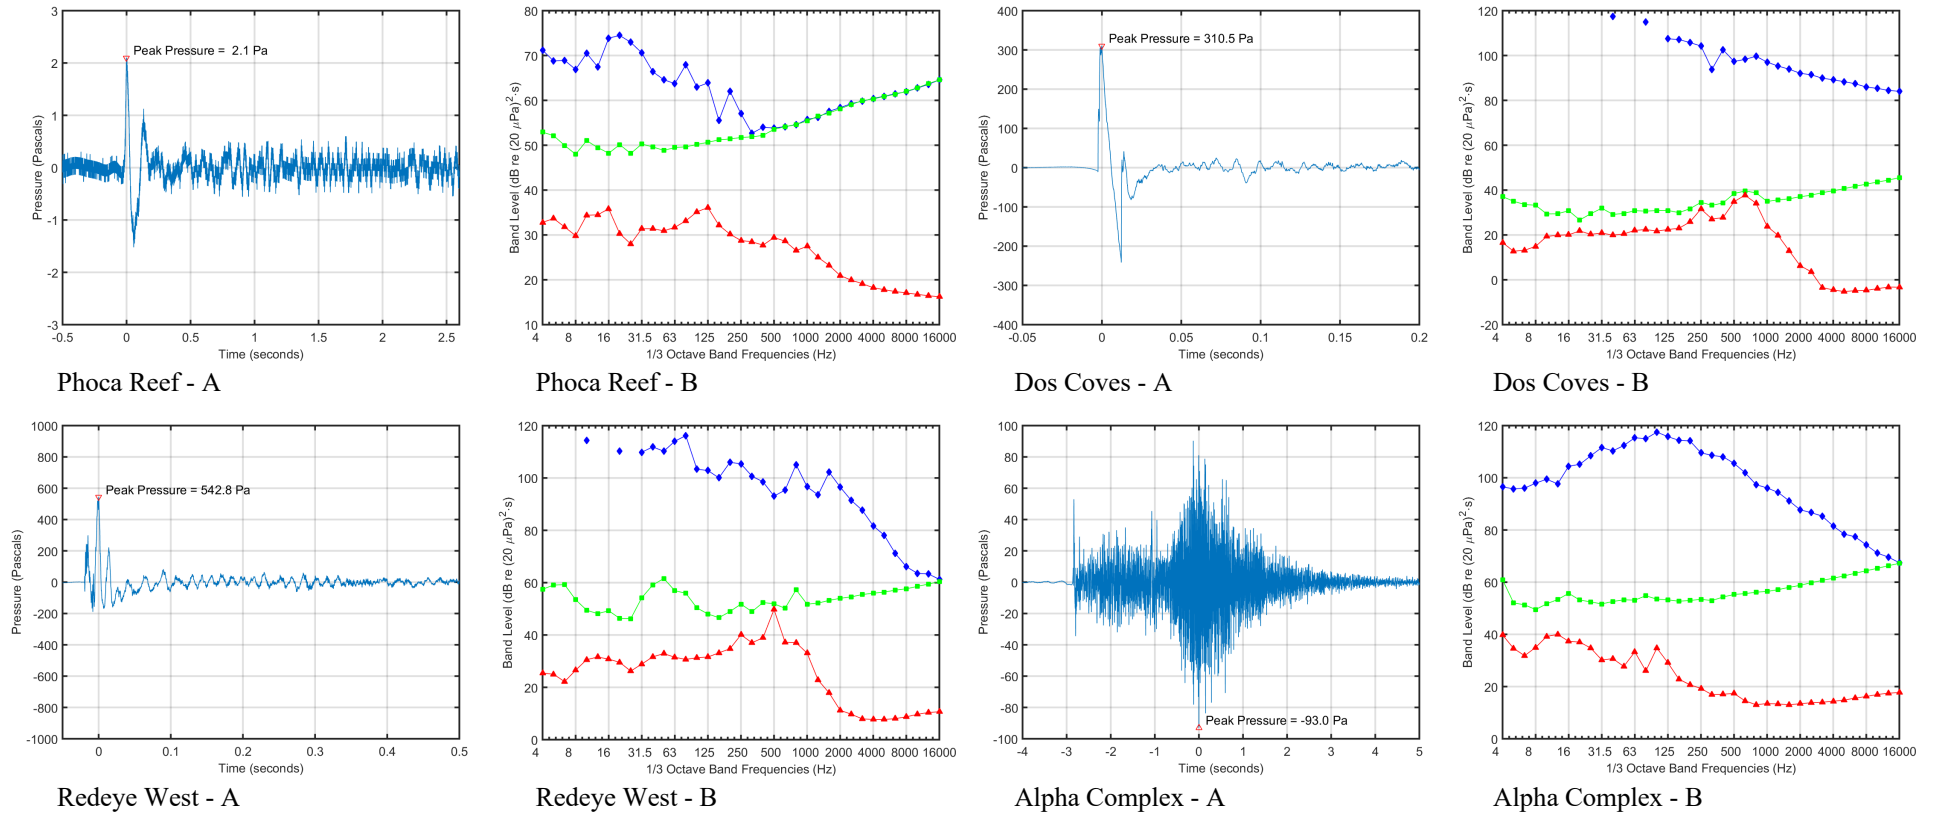 3
2
1
0
-1
-2
-3
-0.5 0 0.5 1 1.5 2 2.5
Pressure (Pascals)
Time (seconds)
Peak Pressure = 2.1 Pa
Phoca Reef - A
80
70
60
50
40
30
20
10
4 8 16 31.5 63 125 250 500 1000 2000 4000 8000 16000
Band Level (dB re (20 μPa)²·s)
1/3 Octave Band Frequencies (Hz)
Phoca Reef - B
400
300
200
100
0
-100
-200
-300
-400
-0.05 0 0.05 0.1 0.15 0.2
Pressure (Pascals)
Time (seconds)
Peak Pressure = 310.5 Pa
Dos Coves - A
120
100
80
60
40
20
0
-20
4 8 16 31.5 63 125 250 500 1000 2000 4000 8000 16000
Band Level (dB re (20 μPa)²·s)
1/3 Octave Band Frequencies (Hz)
Dos Coves - B
1000
800
600
400
200
0
-200
-400
-600
-800
-1000
0 0.1 0.2 0.3 0.4 0.5
Pressure (Pascals)
Time (seconds)
Peak Pressure = 542.8 Pa
Redeye West - A
120
100
80
60
40
20
0
4 8 16 31.5 63 125 250 500 1000 2000 4000 8000 16000
Band Level (dB re (20 μPa)²·s)
1/3 Octave Band Frequencies (Hz)
Redeye West - B
100
80
60
40
20
0
-20
-40
-60
-80
-100
-4 -3 -2 -1 0 1 2 3 4 5
Pressure (Pascals)
Time (seconds)
Peak Pressure = -93.0 Pa
Alpha Complex - A
120
100
80
60
40
20
0
4 8 16 31.5 63 125 250 500 1000 2000 4000 8000 16000
Band Level (dB re (20 μPa)²·s)
1/3 Octave Band Frequencies (Hz)
Alpha Complex - B